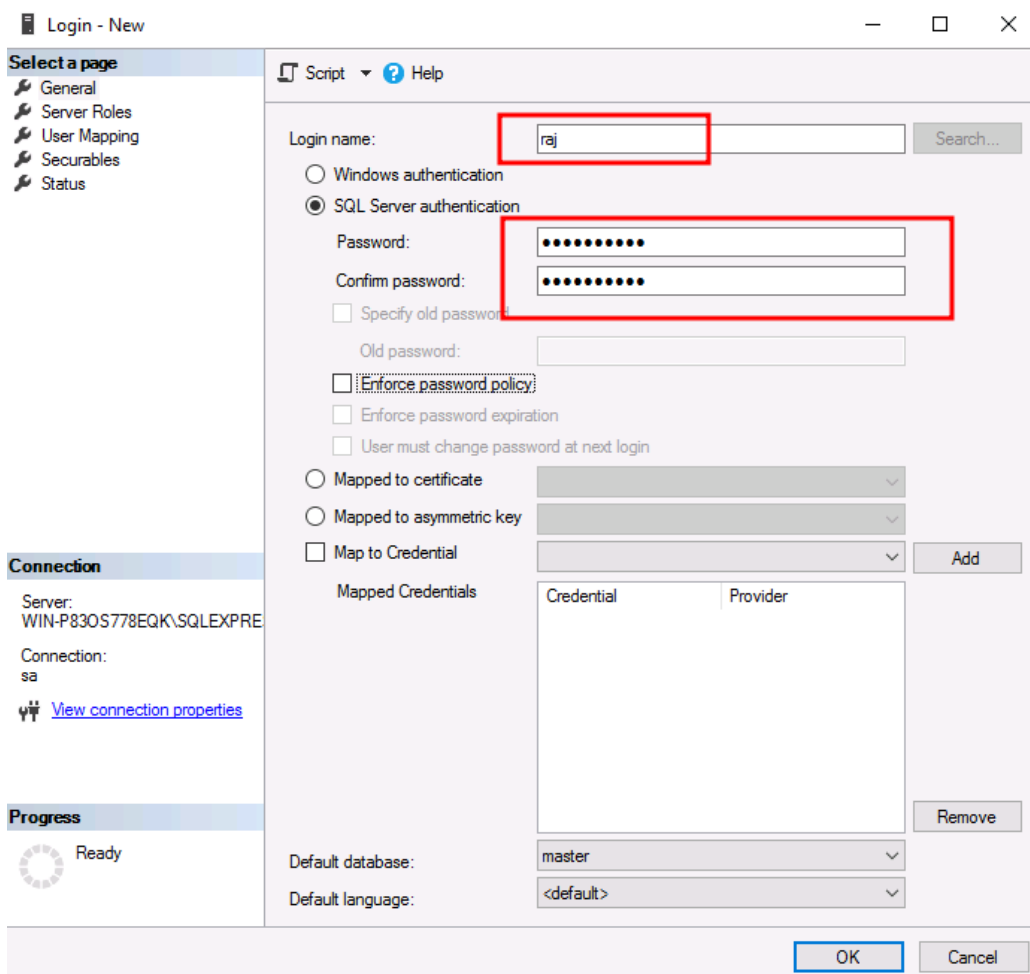 Login - New
Select a page
General
Server Roles
User Mapping
Securables
Status
Script
Help
Login name:
raj
Search...
Windows authentication
SQL Server authentication
Password:
●●●●●●●●●●
Confirm password:
●●●●●●●●●●
Specify old password
Old password:
Enforce password policy
Enforce password expiration
User must change password at next login
Mapped to certificate
Mapped to asymmetric key
Map to Credential
Add
Mapped Credentials
Credential
Provider
Remove
Default database:
master
Default language:
<default>
Connection
Server:
WIN-P83OS778EQK\SQLEXPRE
Connection:
sa
View connection properties
Progress
Ready
OK
Cancel